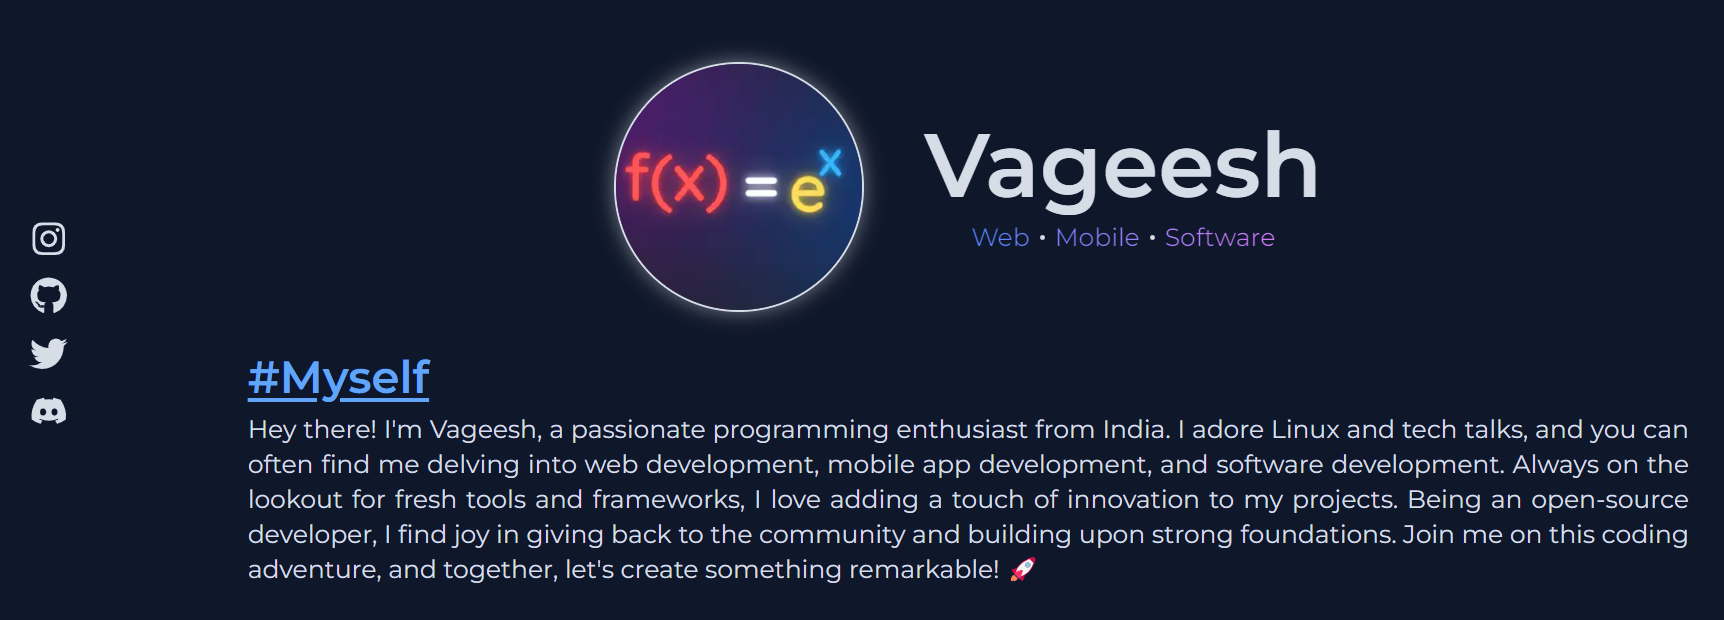 f(x) = e^x
Vageesh
Web • Mobile • Software
#Myself
Hey there! I'm Vageesh, a passionate programming enthusiast from India. I adore Linux and tech talks, and you can
often find me delving into web development, mobile app development, and software development. Always on the
lookout for fresh tools and frameworks, I love adding a touch of innovation to my projects. Being an open-source
developer, I find joy in giving back to the community and building upon strong foundations. Join me on this coding
adventure, and together, let's create something remarkable! 🚀